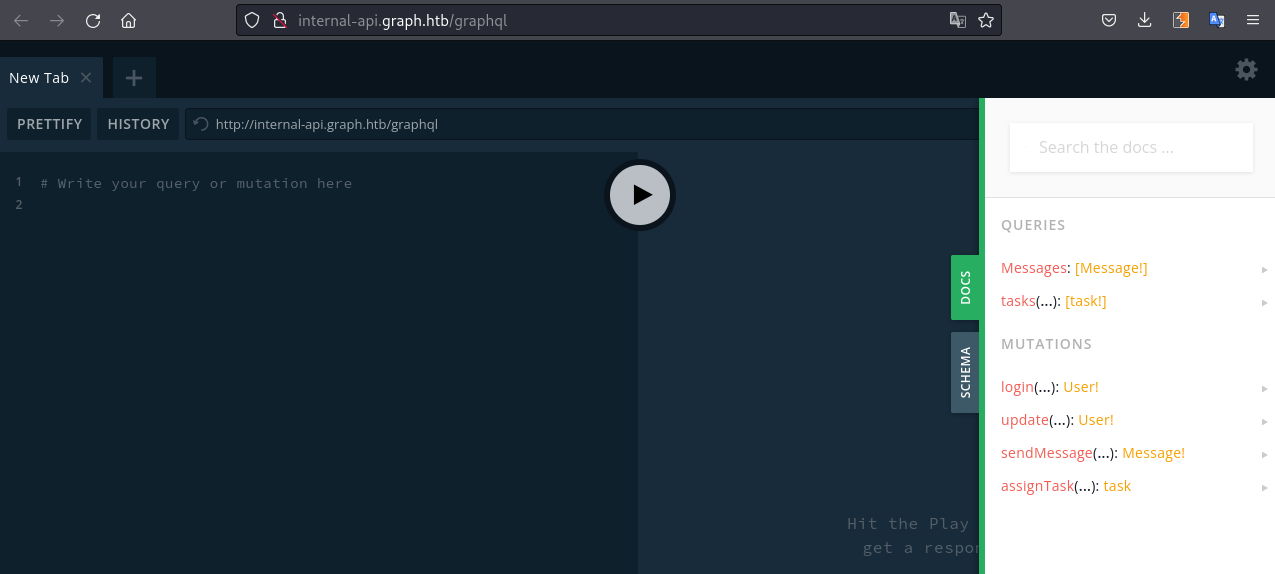 internal-api.graph.htb/graphql
New Tab
PRETTIFY HISTORY http://internal-api.graph.htb/graphql
1 # Write your query or mutation here
2
Hit the Play
get a respon
DOCS
SCHEMA
Search the docs ...
QUERIES
Messages: [Message!]
tasks(...): [task!]
MUTATIONS
login(...): User!
update(...): User!
sendMessage(...): Message!
assignTask(...): task